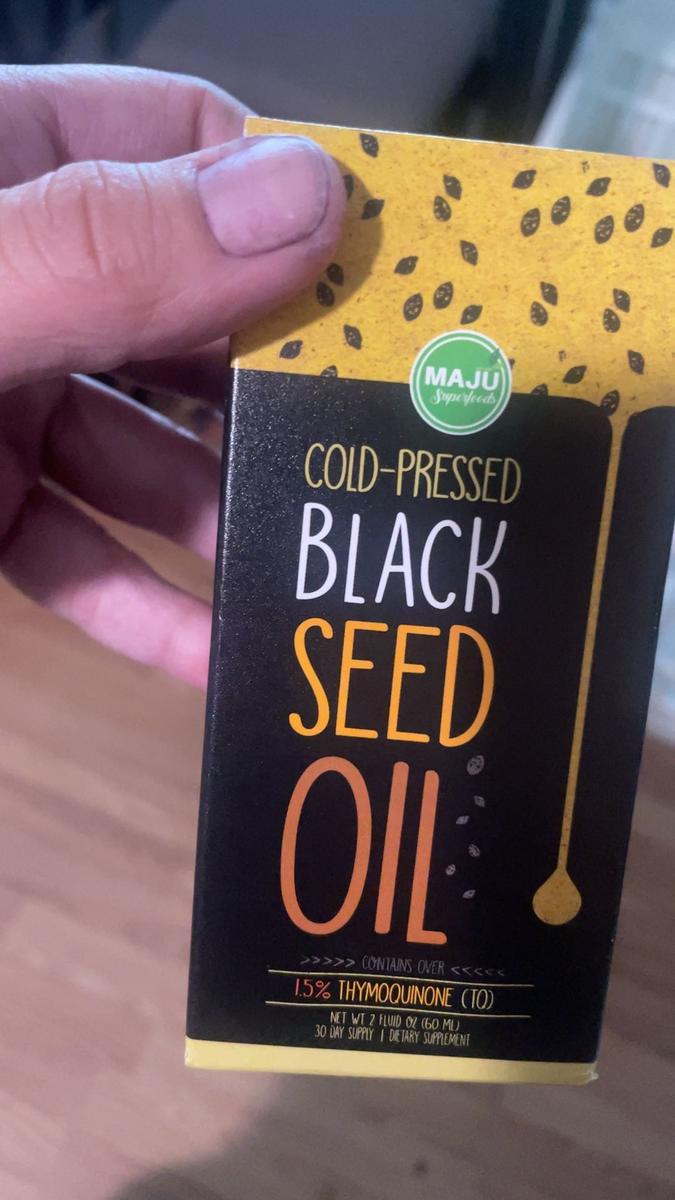 MAJU
Superfoods
COLD-PRESSED
BLACK
SEED
OIL
>>>>> CONTAINS OVER <<<<<
1.5% THYMOQUINONE (TQ)
NET WT 2 FLUID OZ (60 ML)
30 DAY SUPPLY | DIETARY SUPPLEMENT